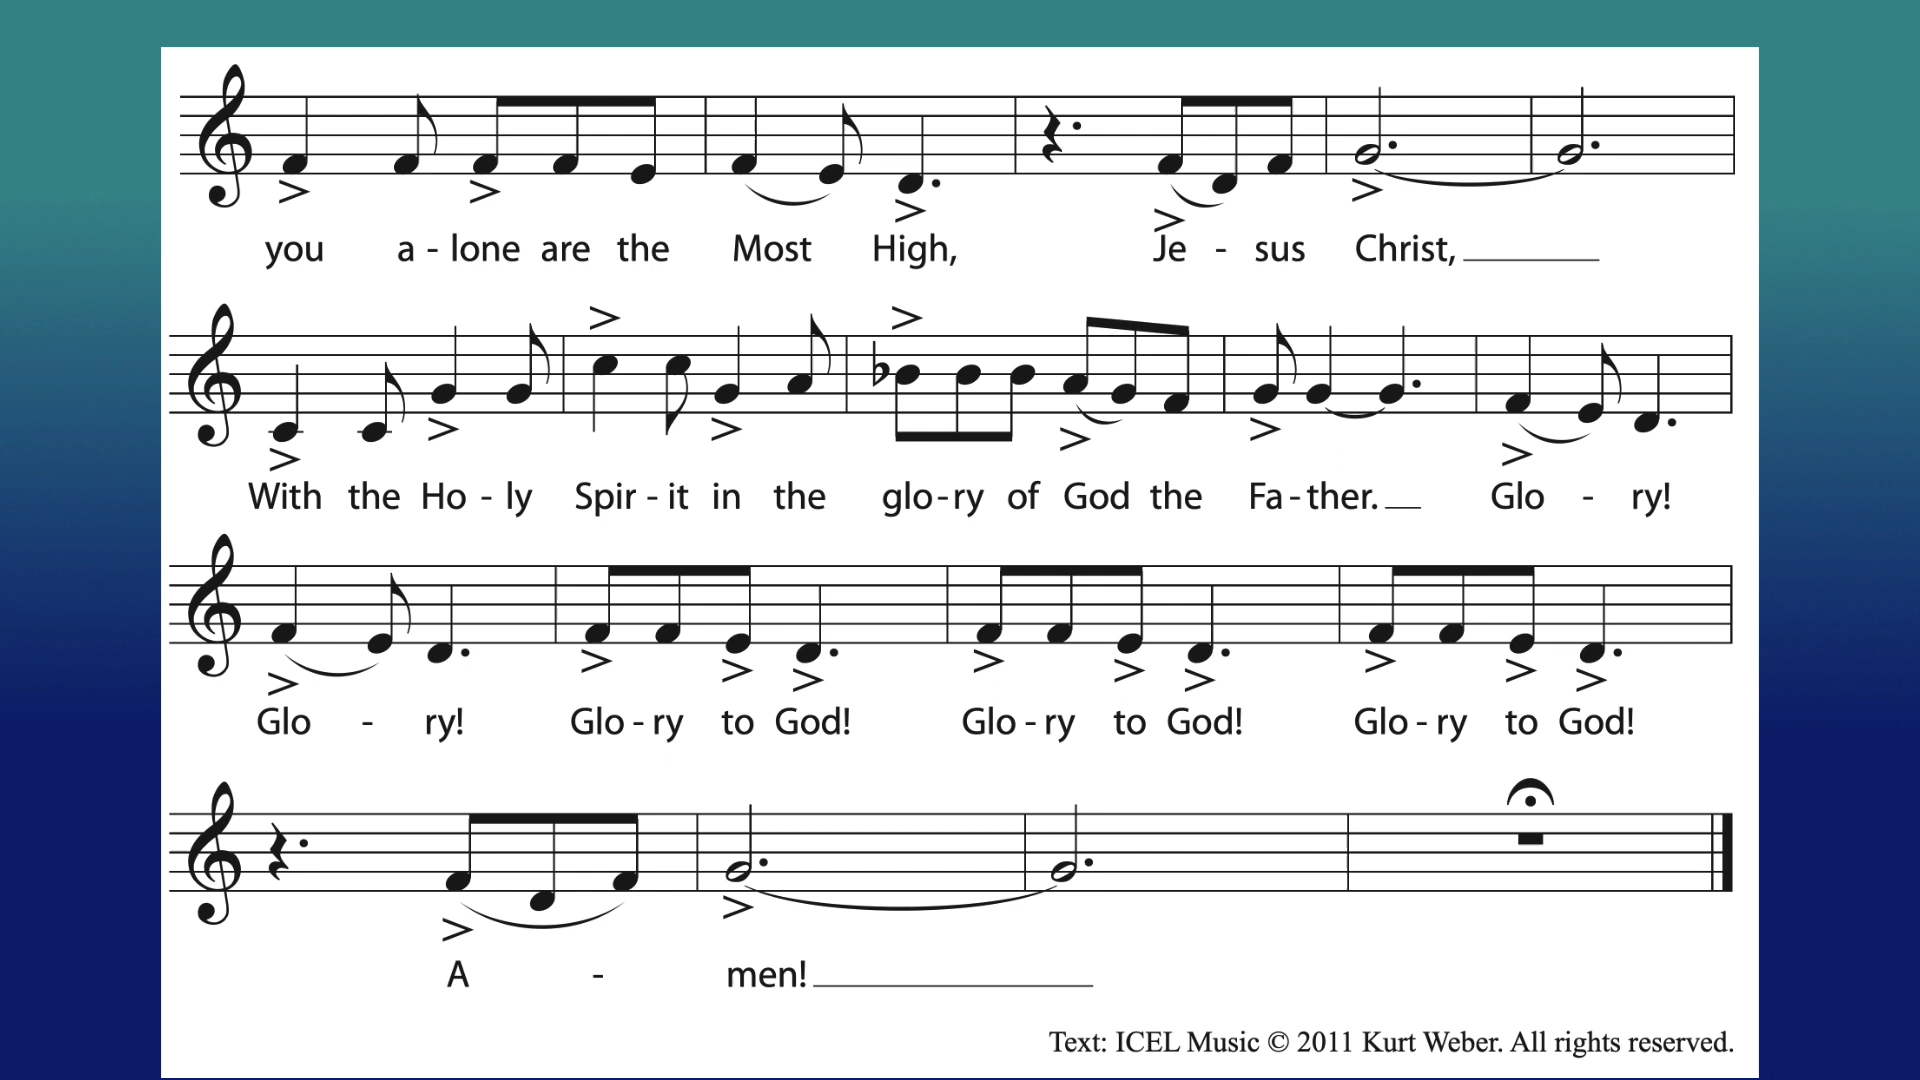 you a - lone are the Most High, Je - sus Christ,
With the Ho - ly Spir - it in the glo - ry of God the Fa - ther. Glo - ry!
Glo - ry! Glo - ry to God! Glo - ry to God! Glo - ry to God!
A - men!
Text: ICEL Music © 2011 Kurt Weber. All rights reserved.